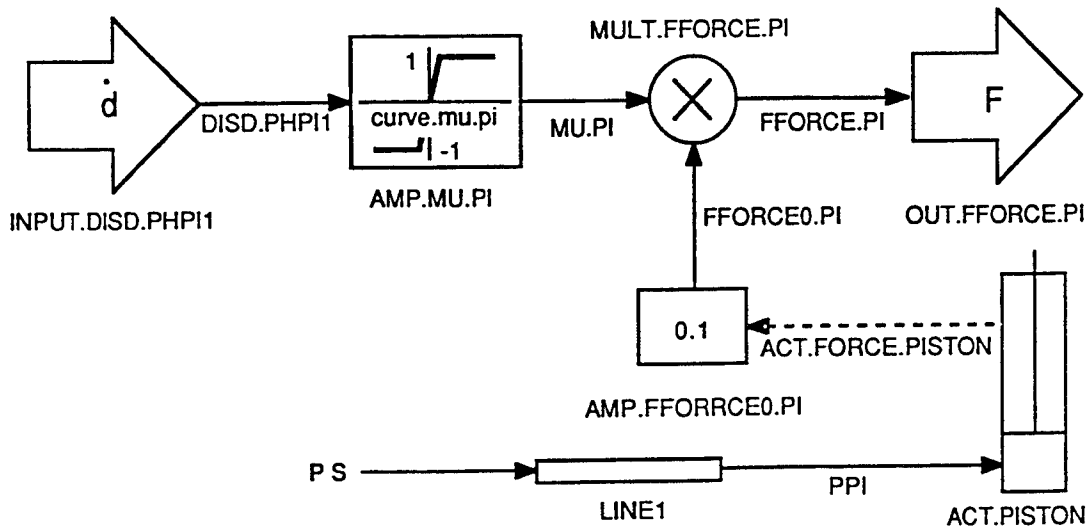 MULT.FFORCE.PI
ḋ
1
curve.mu.pi
-1
F
DISD.PHPI1
MU.PI
FFORCE.PI
AMP.MU.PI
INPUT.DISD.PHPI1
FFORCE0.PI
OUT.FFORCE.PI
0.1
ACT.FORCE.PISTON
AMP.FFORRCE0.PI
P S
PPI
LINE1
ACT.PISTON